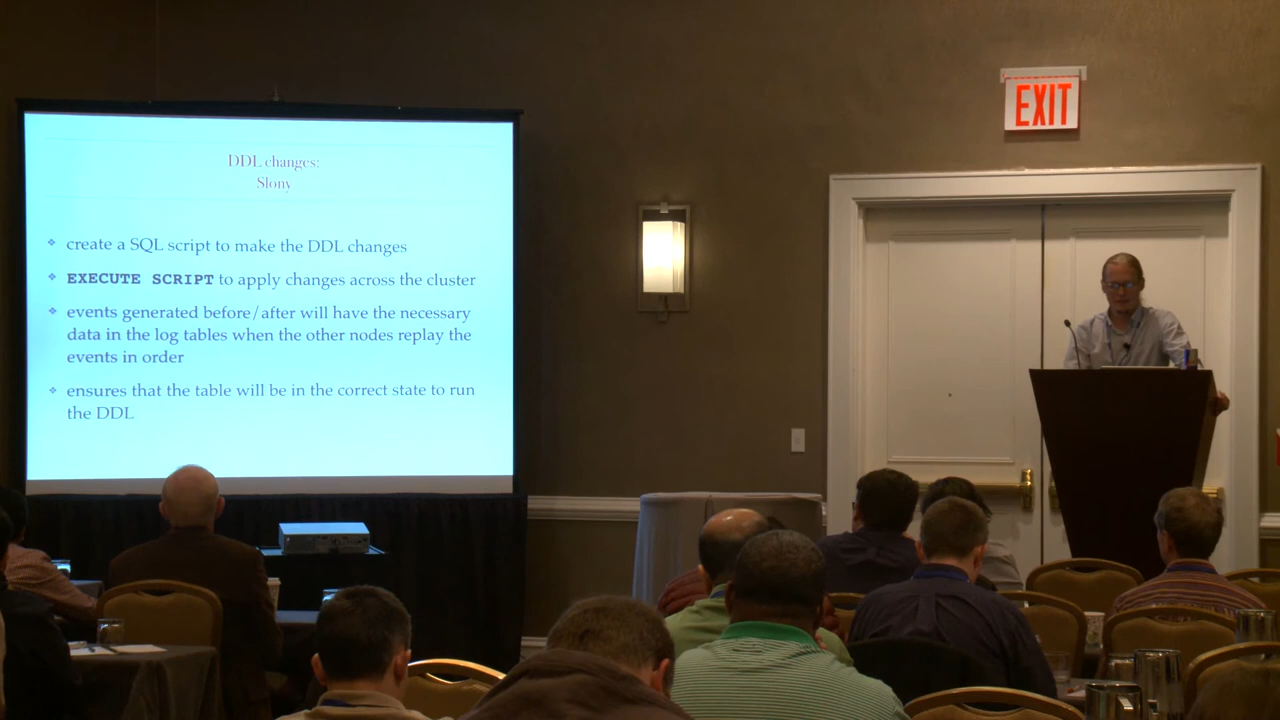 DDL changes:
Slony
create a SQL script to make the DDL changes
EXECUTE SCRIPT to apply changes across the cluster
events generated before/after will have the necessary
data in the log tables when the other nodes replay the
events in order
ensures that the table will be in the correct state to run
the DDL
EXIT